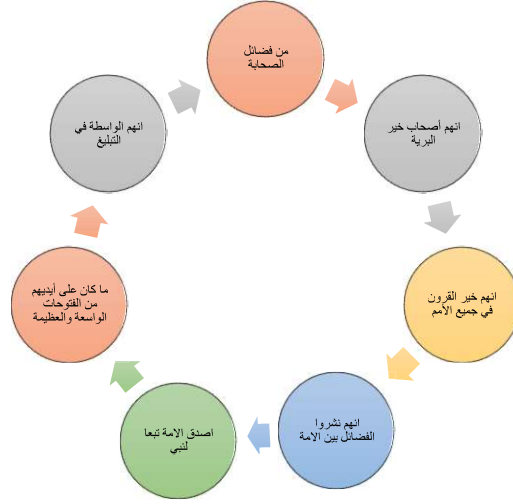 من فضائل
الصحابة
انهم أصحاب خير
البرية
انهم خير القرون
في جميع الأمم
انهم نشروا
الفضائل بين الامة
اصدق الامة تبعا
لنبي
ما كان على أيديهم
من الفتوحات
الواسعة والعظيمة
انهم الواسطة في
التبليغ